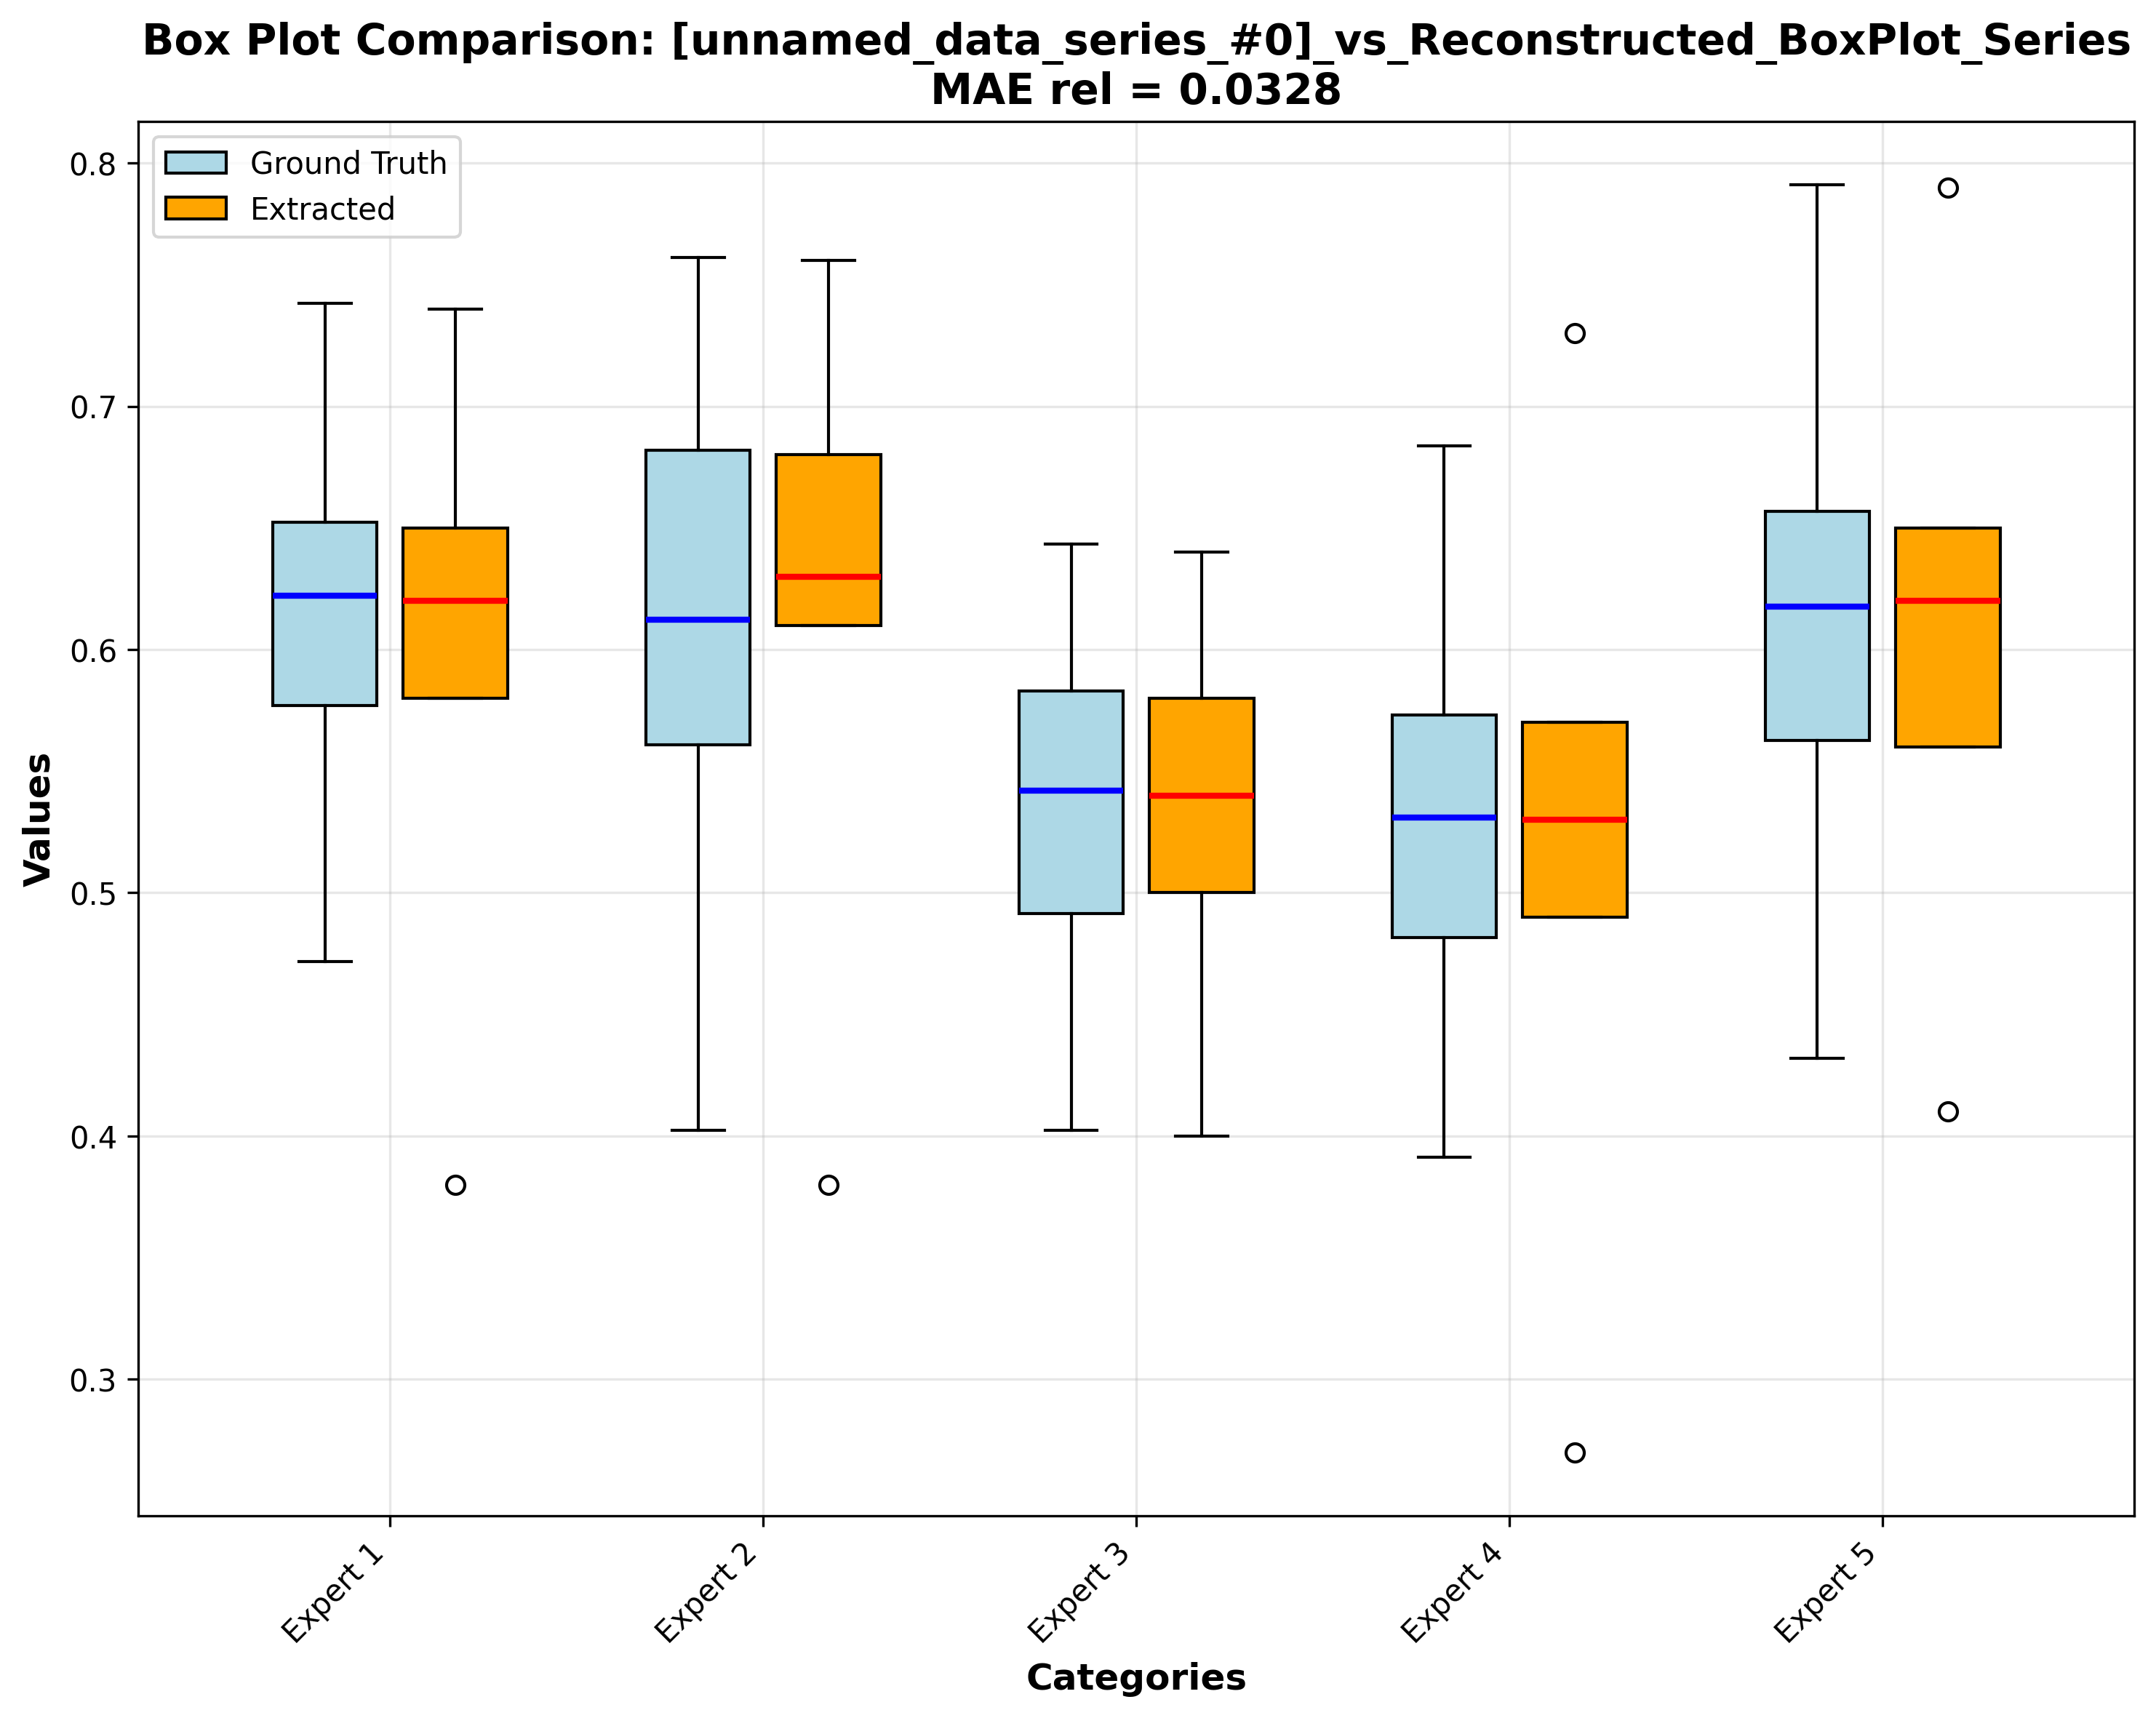 Box Plot Comparison: [unnamed_data_series_#0]_vs_Reconstructed_BoxPlot_Series
MAE rel = 0.0328
Ground Truth
Extracted
0.8
0.7
0.6
0.5
0.4
0.3
Values
Expert 1
Expert 2
Expert 3
Expert 4
Expert 5
Categories